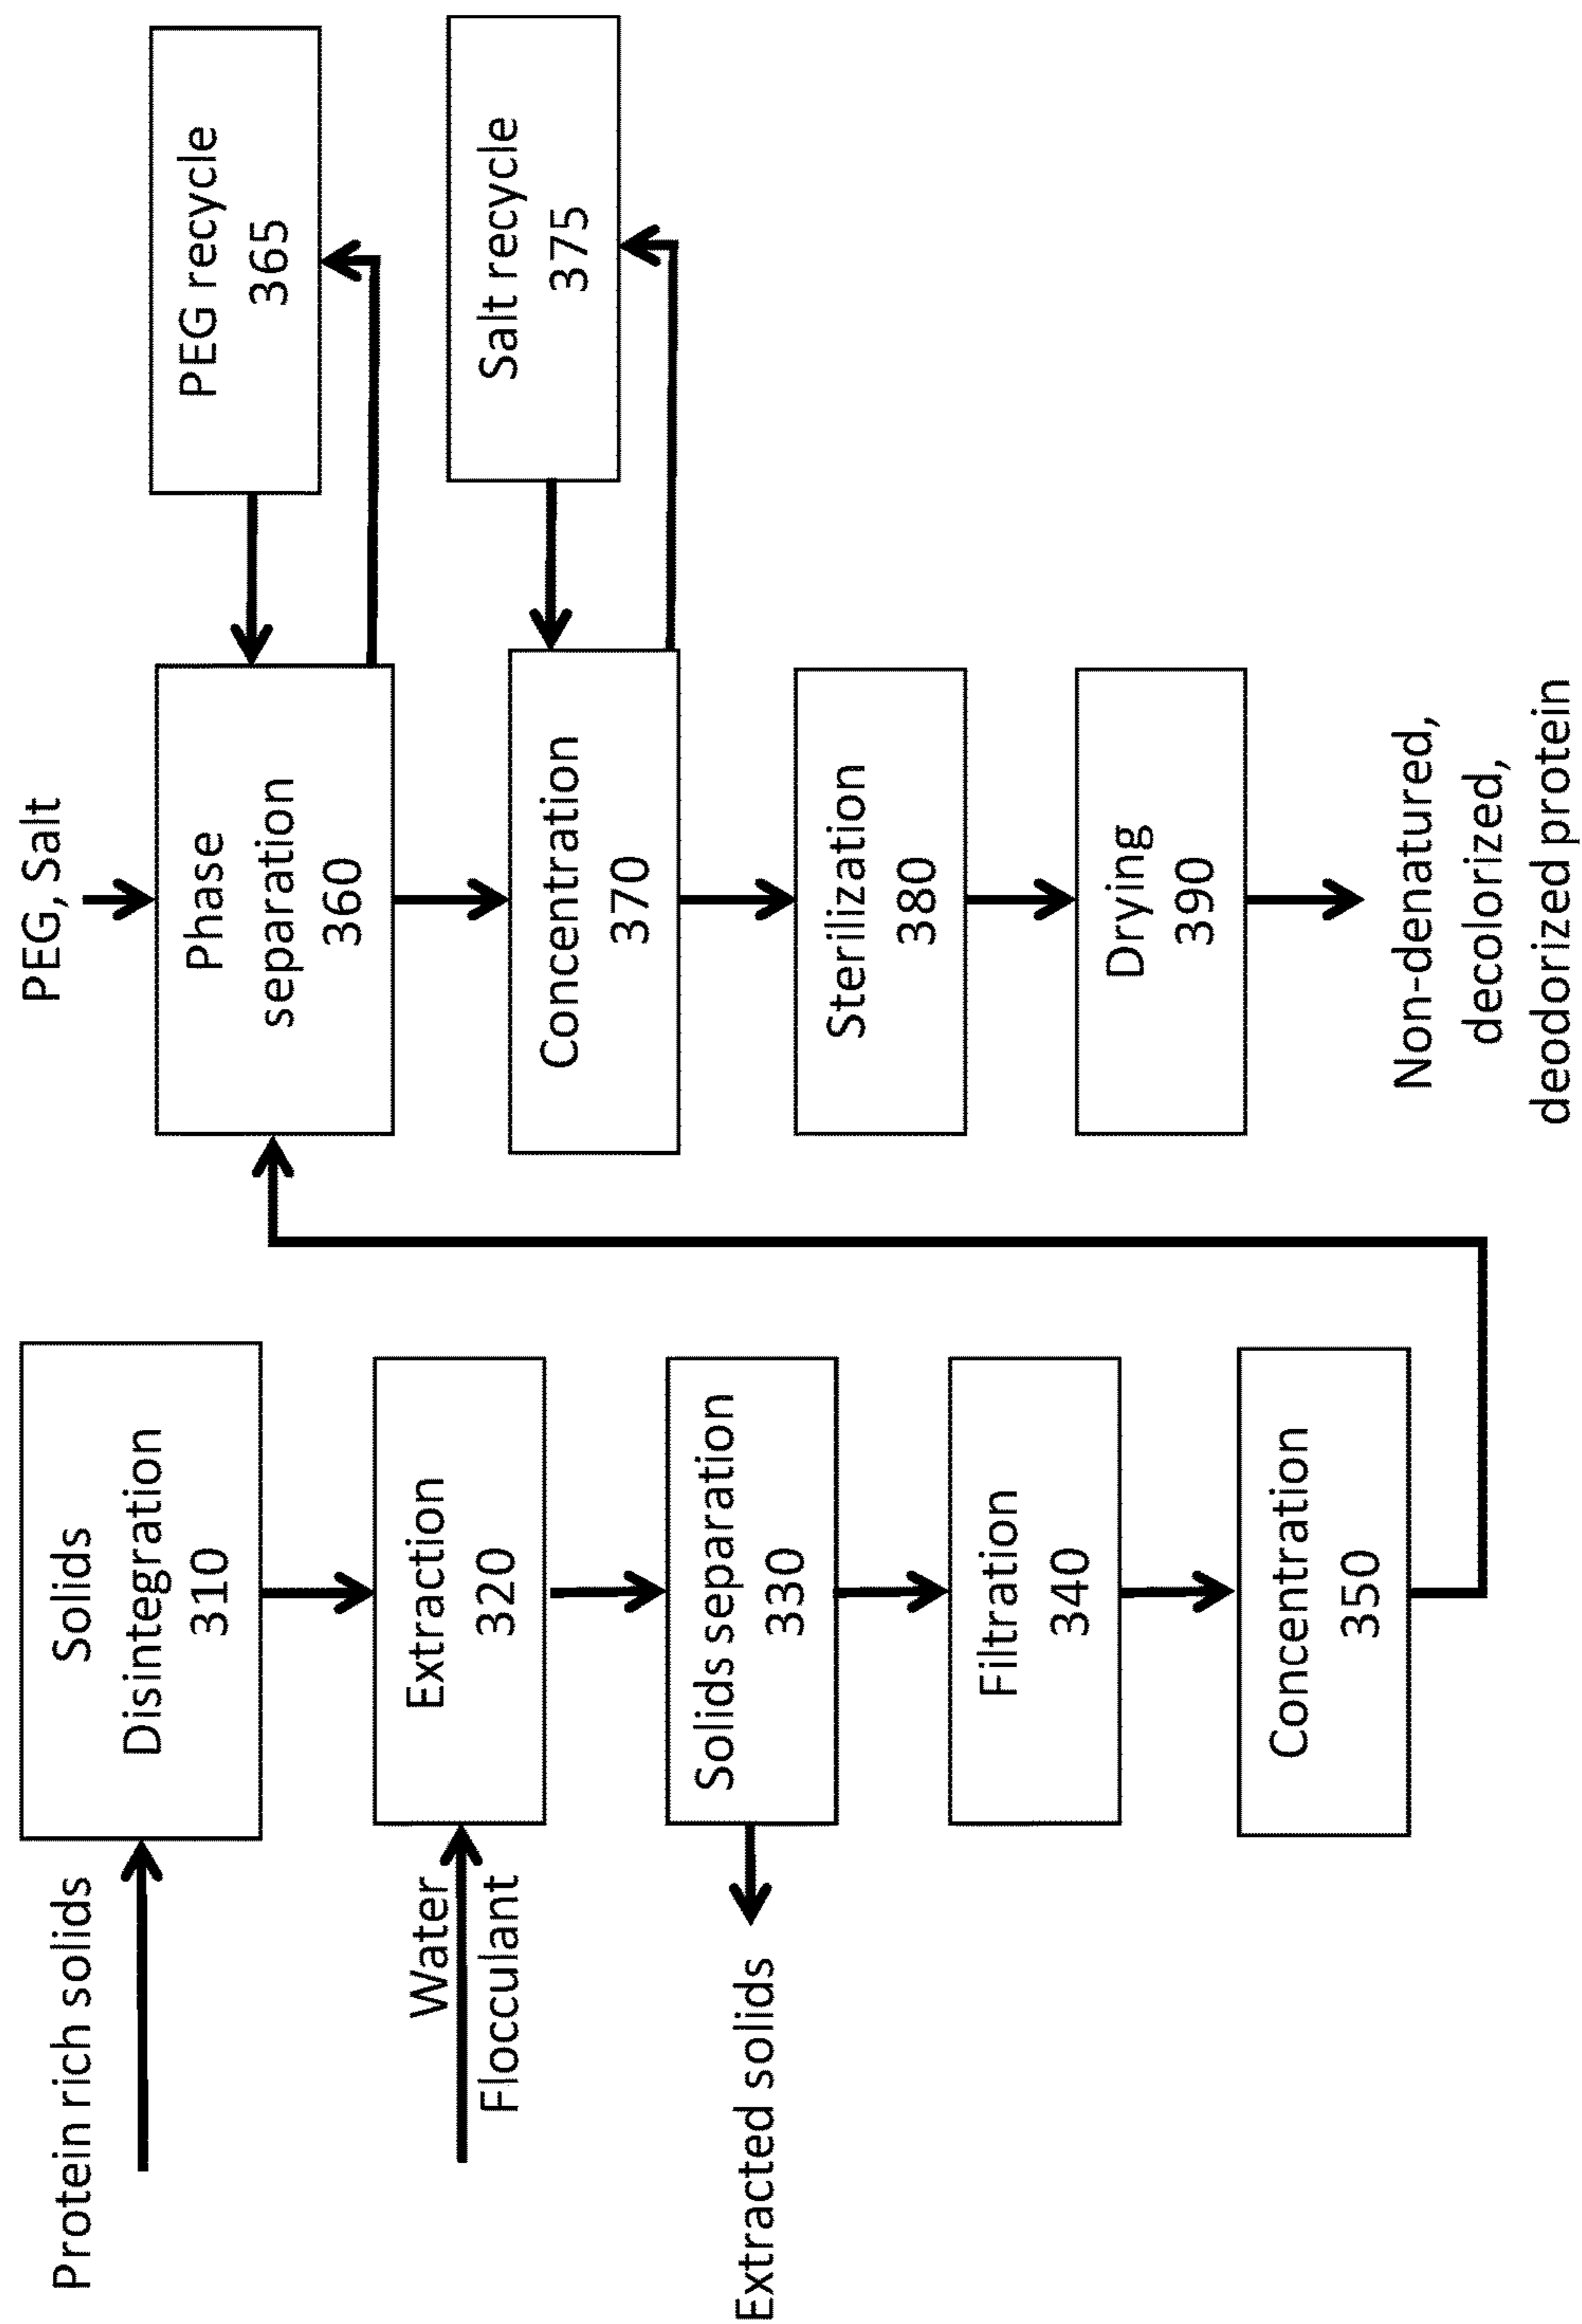 Protein rich solids
Solids
Disintegration
310
Water
Flocculant
Extraction
320
Solids separation
330
Extracted solids
Filtration
340
Concentration
350
PEG, Salt
Phase
separation
360
PEG recycle
365
Concentration
370
Salt recycle
375
Sterilization
380
Drying
390
Non-denatured,
decolorized,
deodorized protein